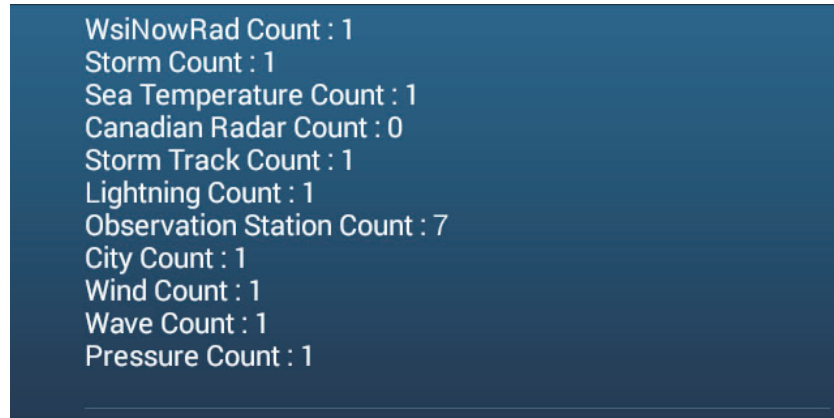 WsiNowRad Count : 1
Storm Count : 1
Sea Temperature Count : 1
Canadian Radar Count : 0
Storm Track Count : 1
Lightning Count : 1
Observation Station Count : 7
City Count : 1
Wind Count : 1
Wave Count : 1
Pressure Count : 1